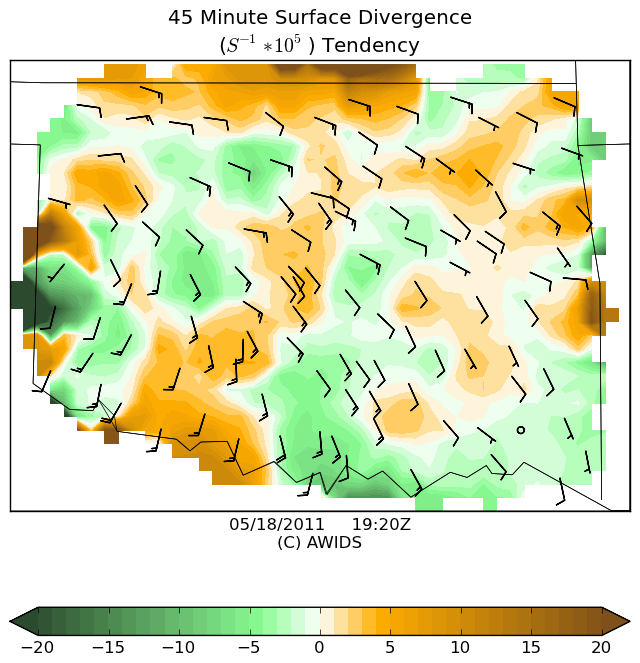 45 Minute Surface Divergence
(S⁻¹ * 10⁵ ) Tendency
05/18/2011 19:20Z
(C) AWIDS
−20 −15 −10 −5 0 5 10 15 20